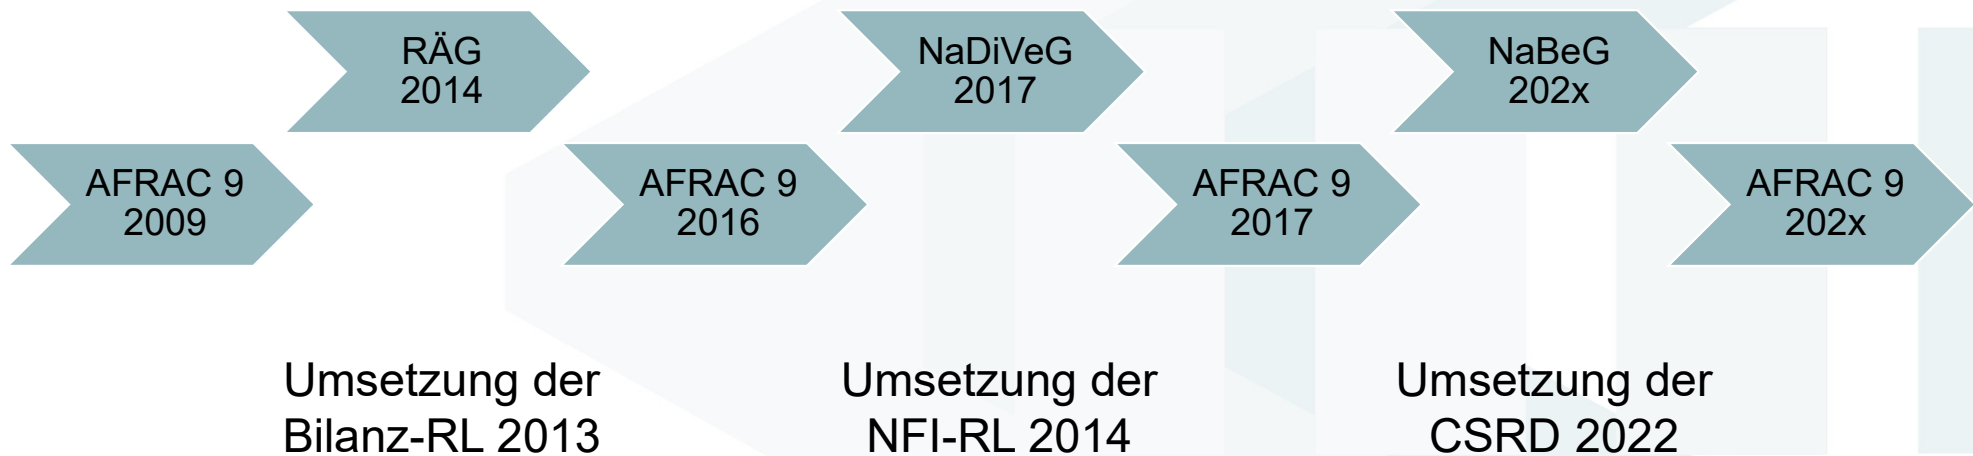 RÄG
2014
NaDiVeG
2017
NaBeG
202x
AFRAC 9
2009
AFRAC 9
2016
AFRAC 9
2017
AFRAC 9
202x
Umsetzung der
Bilanz-RL 2013
Umsetzung der
NFI-RL 2014
Umsetzung der
CSRD 2022